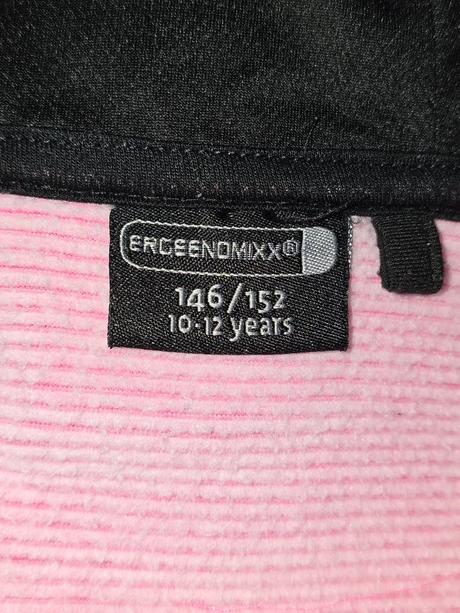 ERGEENOMIXX®
146/152
10-12 years